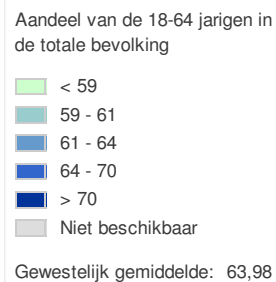 Aandeel van de 18-64 jarigen in
de totale bevolking
< 59
59 - 61
61 - 64
64 - 70
> 70
Niet beschikbaar
Gewestelijk gemiddelde: 63,98